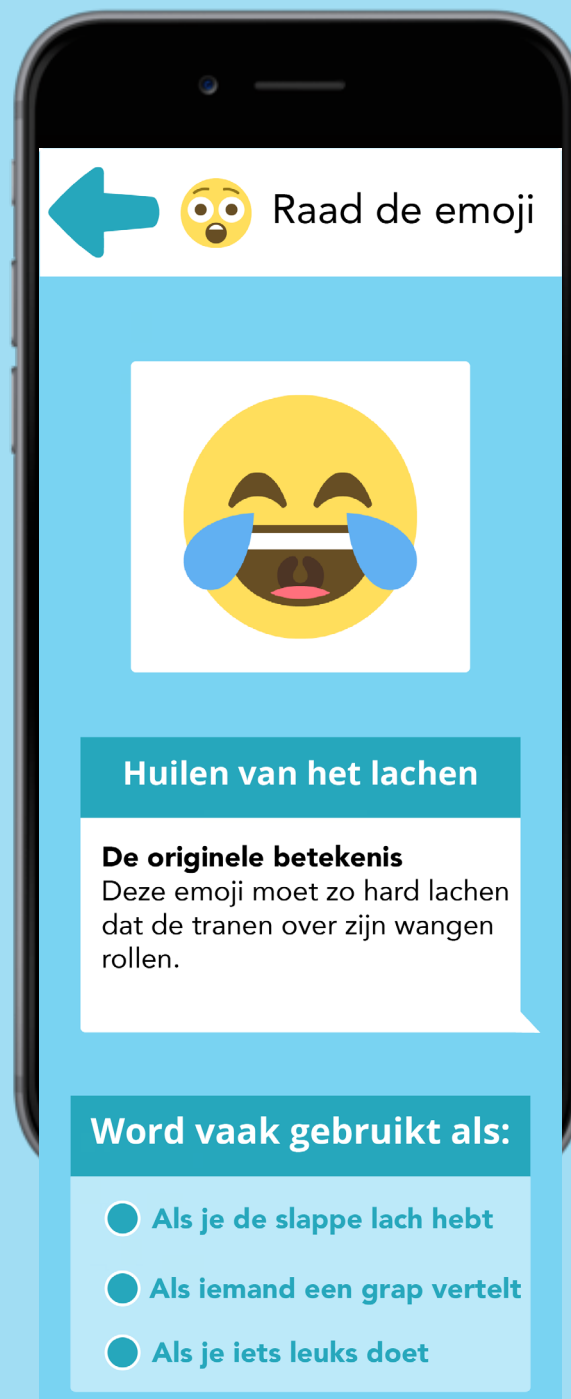 Raad de emoji
Huilen van het lachen
De originele betekenis
Deze emoji moet zo hard lachen
dat de tranen over zijn wangen
rollen.
Word vaak gebruikt als:
Als je de slappe lach hebt
Als iemand een grap vertelt
Als je iets leuks doet